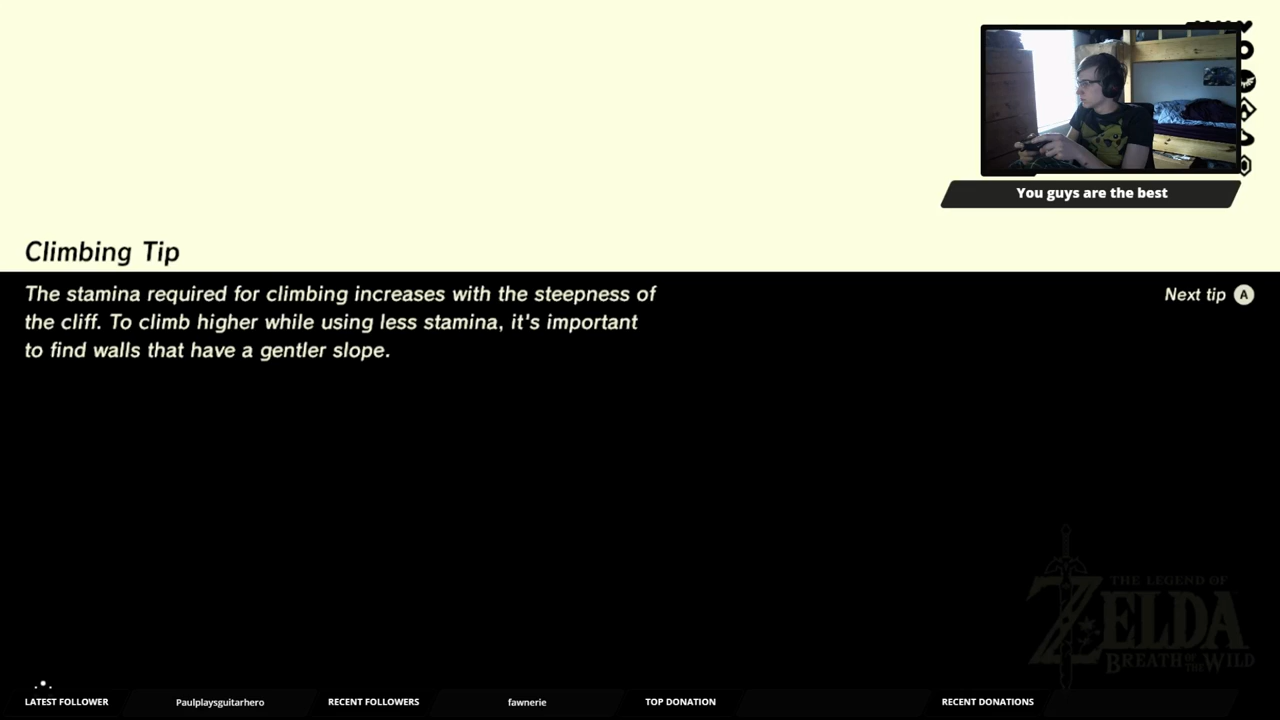 You guys are the best
Climbing Tip
The stamina required for climbing increases with the steepness of
the cliff. To climb higher while using less stamina, it's important
to find walls that have a gentler slope.
Next tip A
THE LEGEND OF
ZELDA
BREATH OF THE WILD
LATEST FOLLOWER Paulplaysguitarhero RECENT FOLLOWERS fawnerie TOP DONATION RECENT DONATIONS